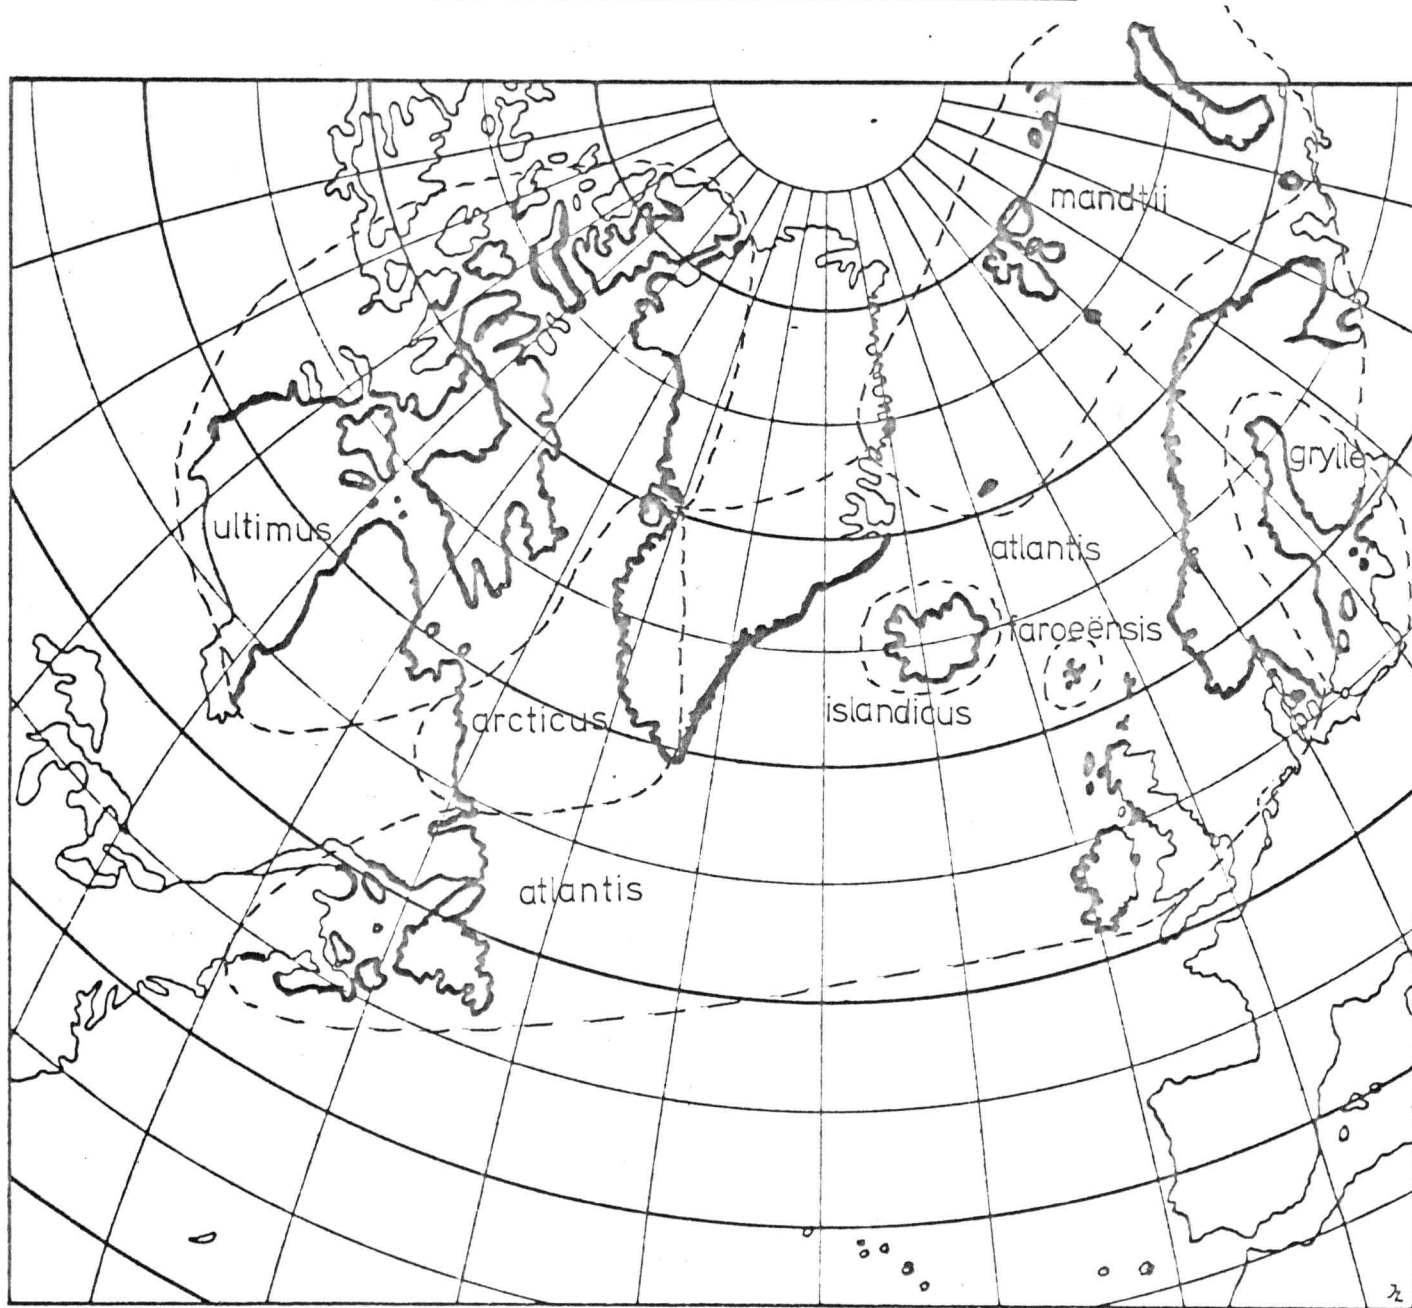 mandtii
grylle
ultimus
atlantis
faroeënsis
islandicus
arcticus
atlantis